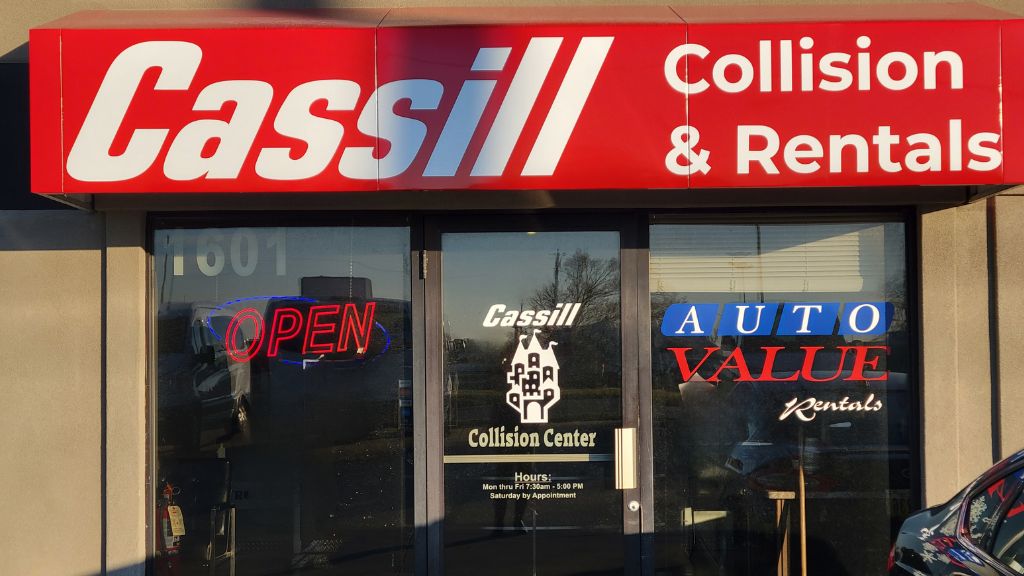 Cassill
Collision
& Rentals
1601
OPEN
Cassill
Collision Center
Hours:
Mon thru Fri 7:30am - 5:00 PM
Saturday by Appointment
AUTO
VALUE
Rentals